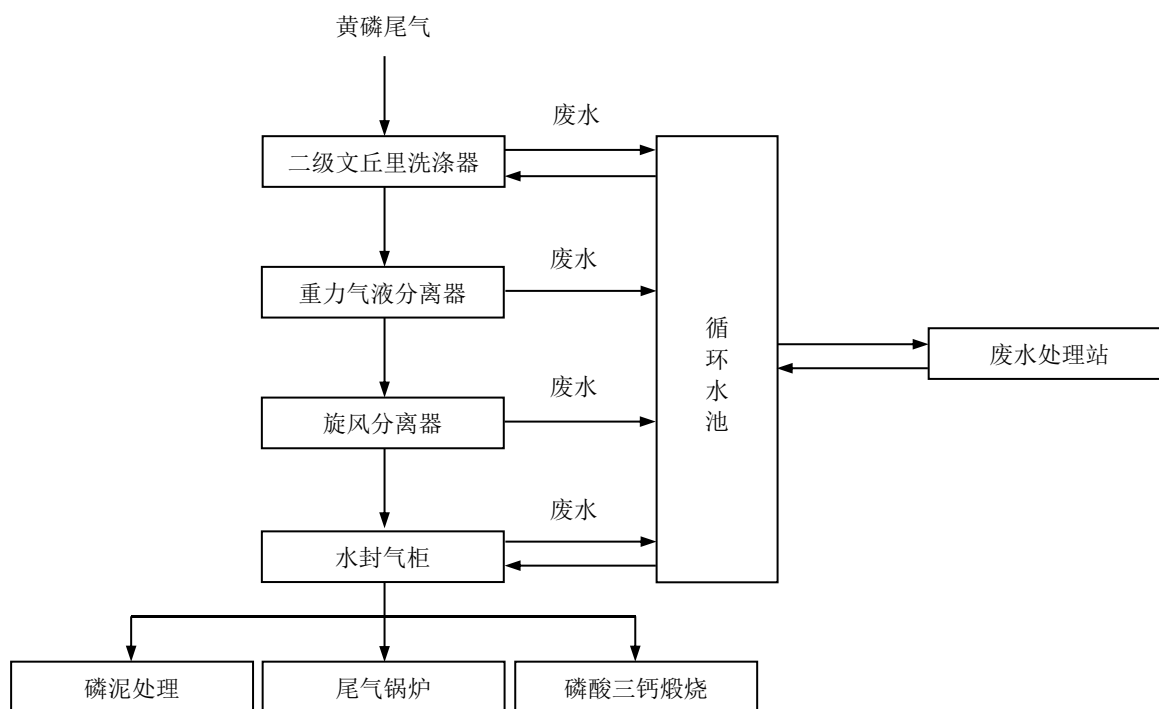 黄磷尾气
废水
二级文丘里洗涤器
废水
重力气液分离器
循
环
水
池
废水处理站
废水
旋风分离器
废水
水封气柜
磷泥处理
尾气锅炉
磷酸三钙煅烧